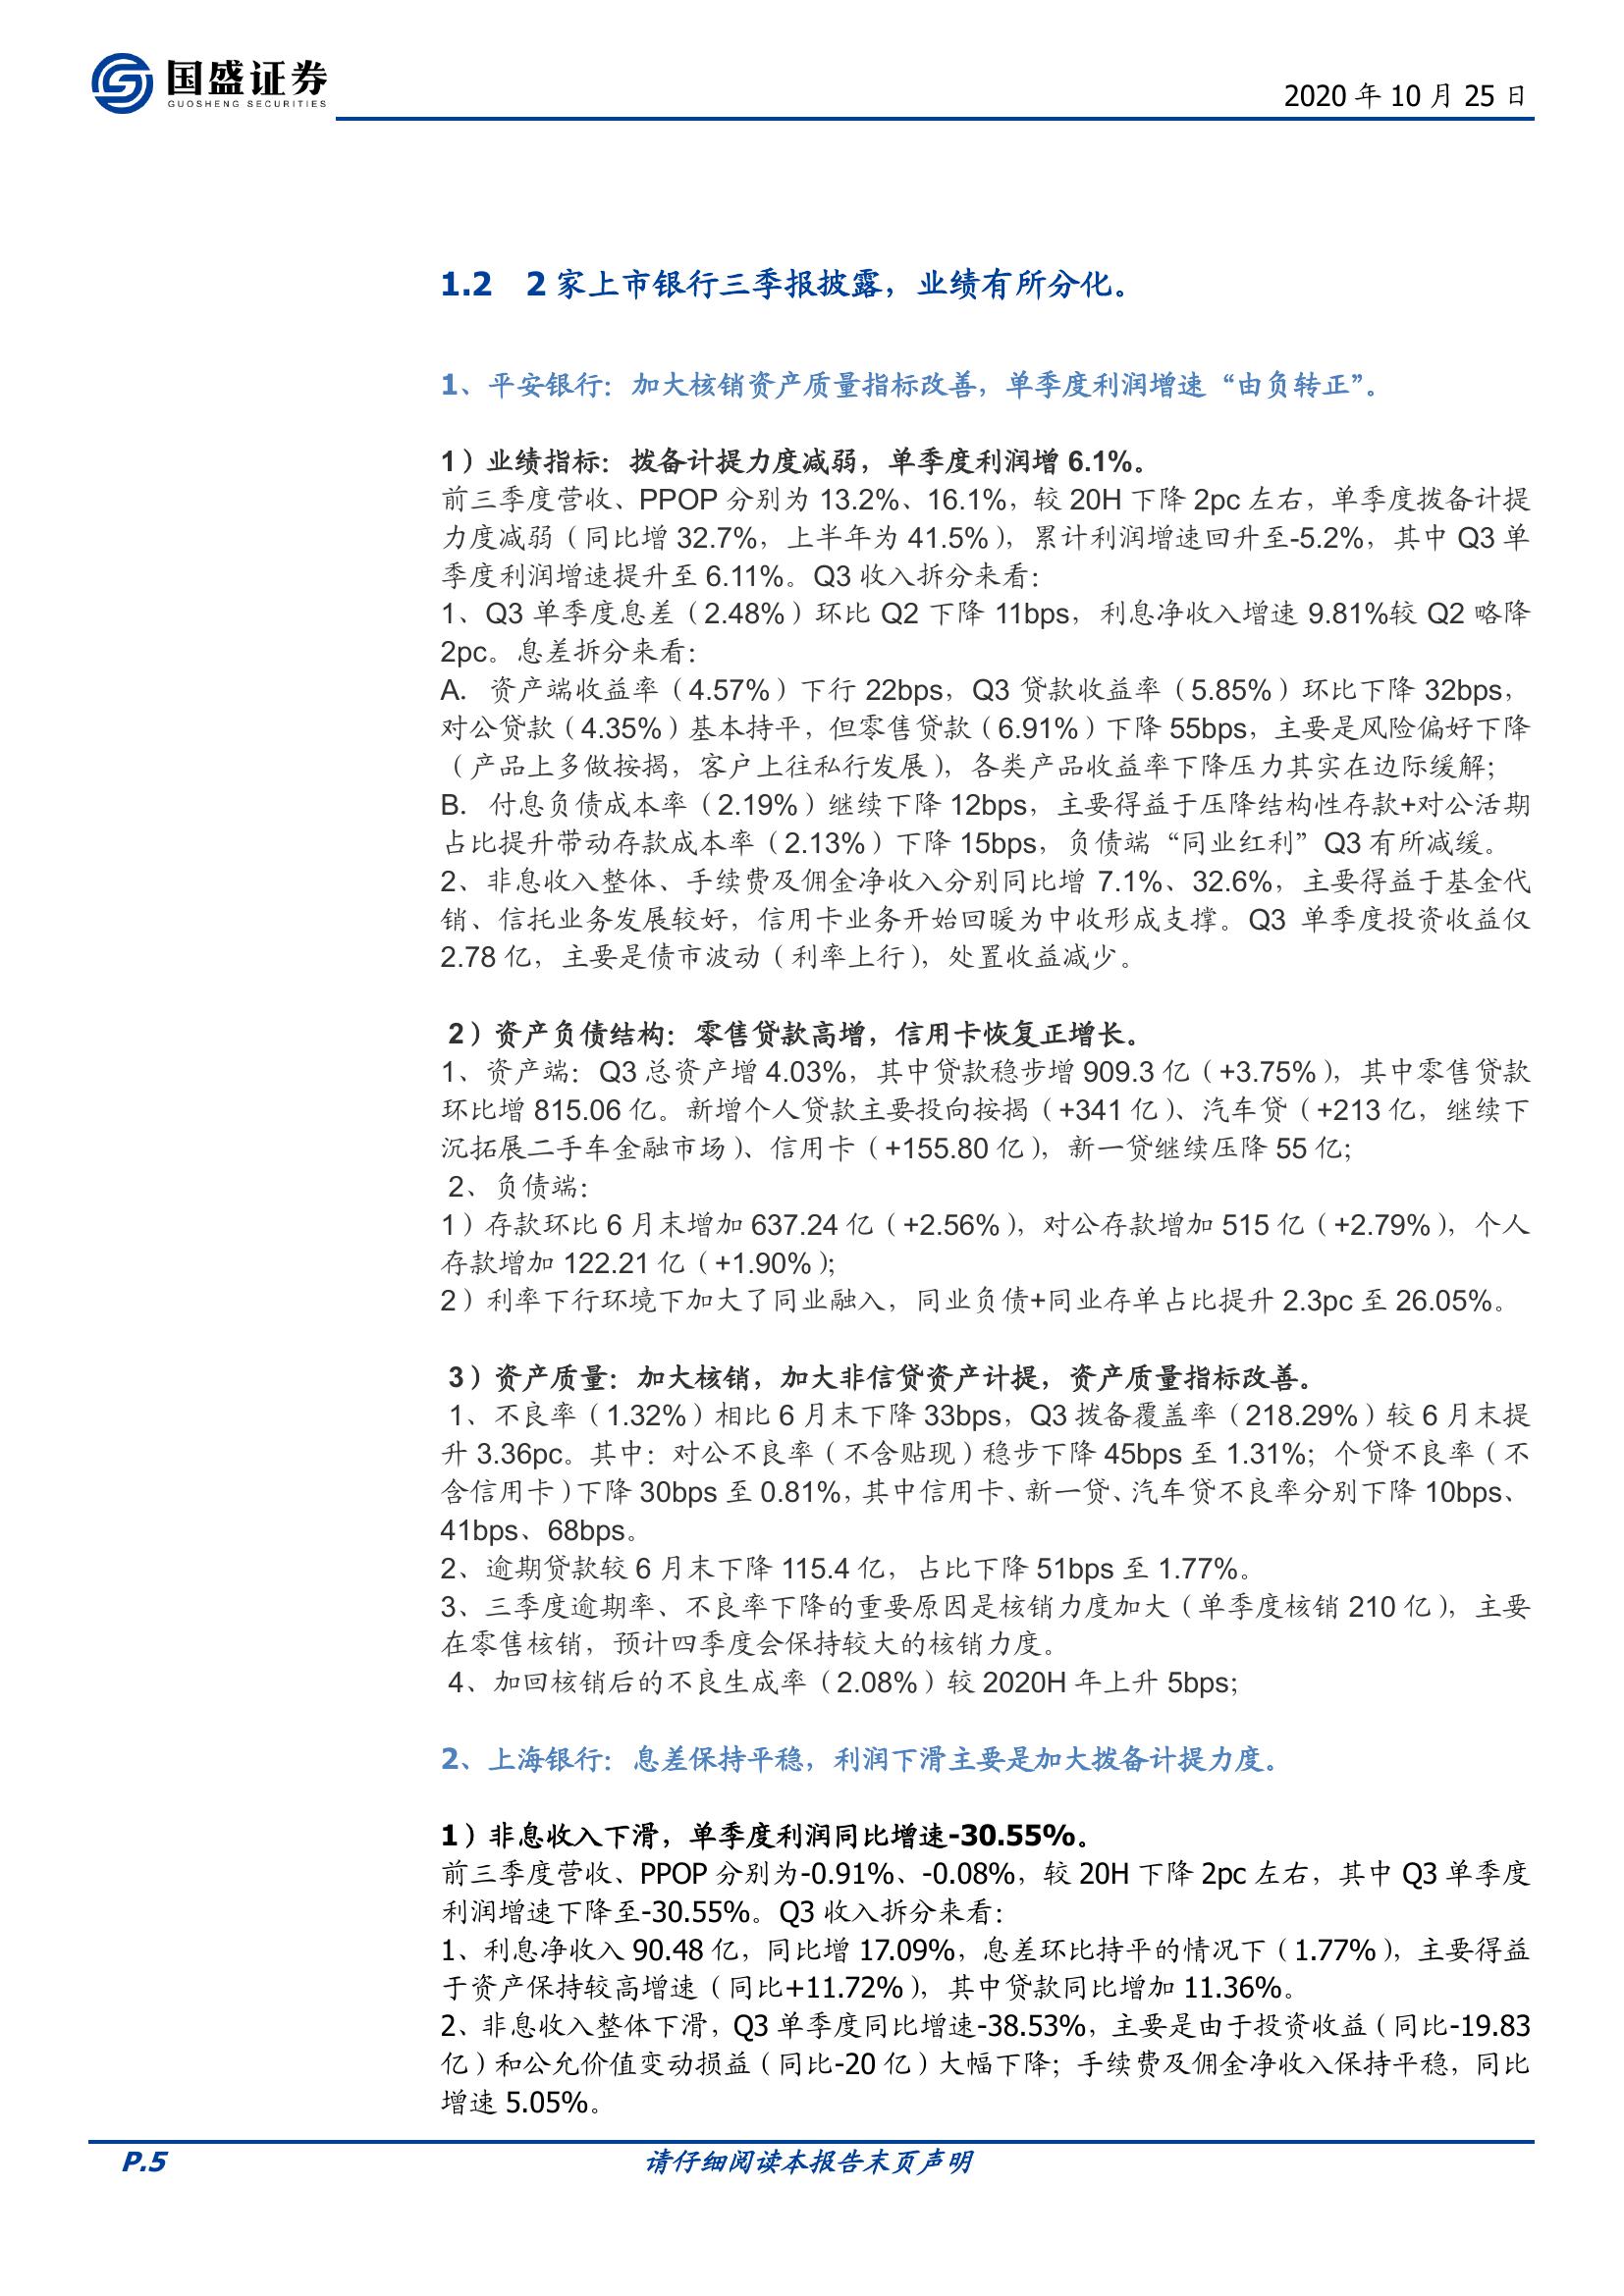 国盛证券
GUOSHENG SECURITIES
2020 年 10 月 25 日
1.2 2 家上市银行三季报披露，业绩有所分化。
1、平安银行：加大核销资产质量指标改善，单季度利润增速“由负转正”。
1）业绩指标：拨备计提力度减弱，单季度利润增 6.1%。
前三季度营收、PPOP 分别为 13.2%、16.1%，较 20H 下降 2pc 左右，单季度拨备计提
力度减弱（同比增 32.7%，上半年为 41.5%），累计利润增速回升至-5.2%，其中 Q3 单
季度利润增速提升至 6.11%。Q3 收入拆分来看：
1、Q3 单季度息差（2.48%）环比 Q2 下降 11bps，利息净收入增速 9.81%较 Q2 略降
2pc。息差拆分来看：
A. 资产端收益率（4.57%）下行 22bps，Q3 贷款收益率（5.85%）环比下降 32bps，
对公贷款（4.35%）基本持平，但零售贷款（6.91%）下降 55bps，主要是风险偏好下降
（产品上多做按揭，客户上往私行发展），各类产品收益率下降压力其实在边际缓解；
B. 付息负债成本率（2.19%）继续下降 12bps，主要得益于压降结构性存款+对公活期
占比提升带动存款成本率（2.13%）下降 15bps，负债端“同业红利”Q3 有所减缓。
2、非息收入整体、手续费及佣金净收入分别同比增 7.1%、32.6%，主要得益于基金代
销、信托业务发展较好，信用卡业务开始回暖为中收形成支撑。Q3 单季度投资收益仅
2.78 亿，主要是债市波动（利率上行），处置收益减少。
2）资产负债结构：零售贷款高增，信用卡恢复正增长。
1、资产端：Q3 总资产增 4.03%，其中贷款稳步增 909.3 亿（+3.75%），其中零售贷款
环比增 815.06 亿。新增个人贷款主要投向按揭（+341 亿）、汽车贷（+213 亿，继续下
沉拓展二手车金融市场）、信用卡（+155.80 亿），新一贷继续压降 55 亿；
2、负债端：
1）存款环比 6 月末增加 637.24 亿（+2.56%），对公存款增加 515 亿（+2.79%），个人
存款增加 122.21 亿（+1.90%）；
2）利率下行环境下加大了同业融入，同业负债+同业存单占比提升 2.3pc 至 26.05%。
3）资产质量：加大核销，加大非信贷资产计提，资产质量指标改善。
1、不良率（1.32%）相比 6 月末下降 33bps，Q3 拨备覆盖率（218.29%）较 6 月末提
升 3.36pc。其中：对公不良率（不含贴现）稳步下降 45bps 至 1.31%；个贷不良率（不
含信用卡）下降 30bps 至 0.81%，其中信用卡、新一贷、汽车贷不良率分别下降 10bps、
41bps、68bps。
2、逾期贷款较 6 月末下降 115.4 亿，占比下降 51bps 至 1.77%。
3、三季度逾期率、不良率下降的重要原因是核销力度加大（单季度核销 210 亿），主要
在零售核销，预计四季度会保持较大的核销力度。
4、加回核销后的不良生成率（2.08%）较 2020H 年上升 5bps；
2、上海银行：息差保持平稳，利润下滑主要是加大拨备计提力度。
1）非息收入下滑，单季度利润同比增速-30.55%。
前三季度营收、PPOP 分别为-0.91%、-0.08%，较 20H 下降 2pc 左右，其中 Q3 单季度
利润增速下降至-30.55%。Q3 收入拆分来看：
1、利息净收入 90.48 亿，同比增 17.09%，息差环比持平的情况下（1.77%），主要得益
于资产保持较高增速（同比+11.72%），其中贷款同比增加 11.36%。
2、非息收入整体下滑，Q3 单季度同比增速-38.53%，主要是由于投资收益（同比-19.83
亿）和公允价值变动损益（同比-20 亿）大幅下降；手续费及佣金净收入保持平稳，同比
增速 5.05%。
P.5
请仔细阅读本报告末页声明